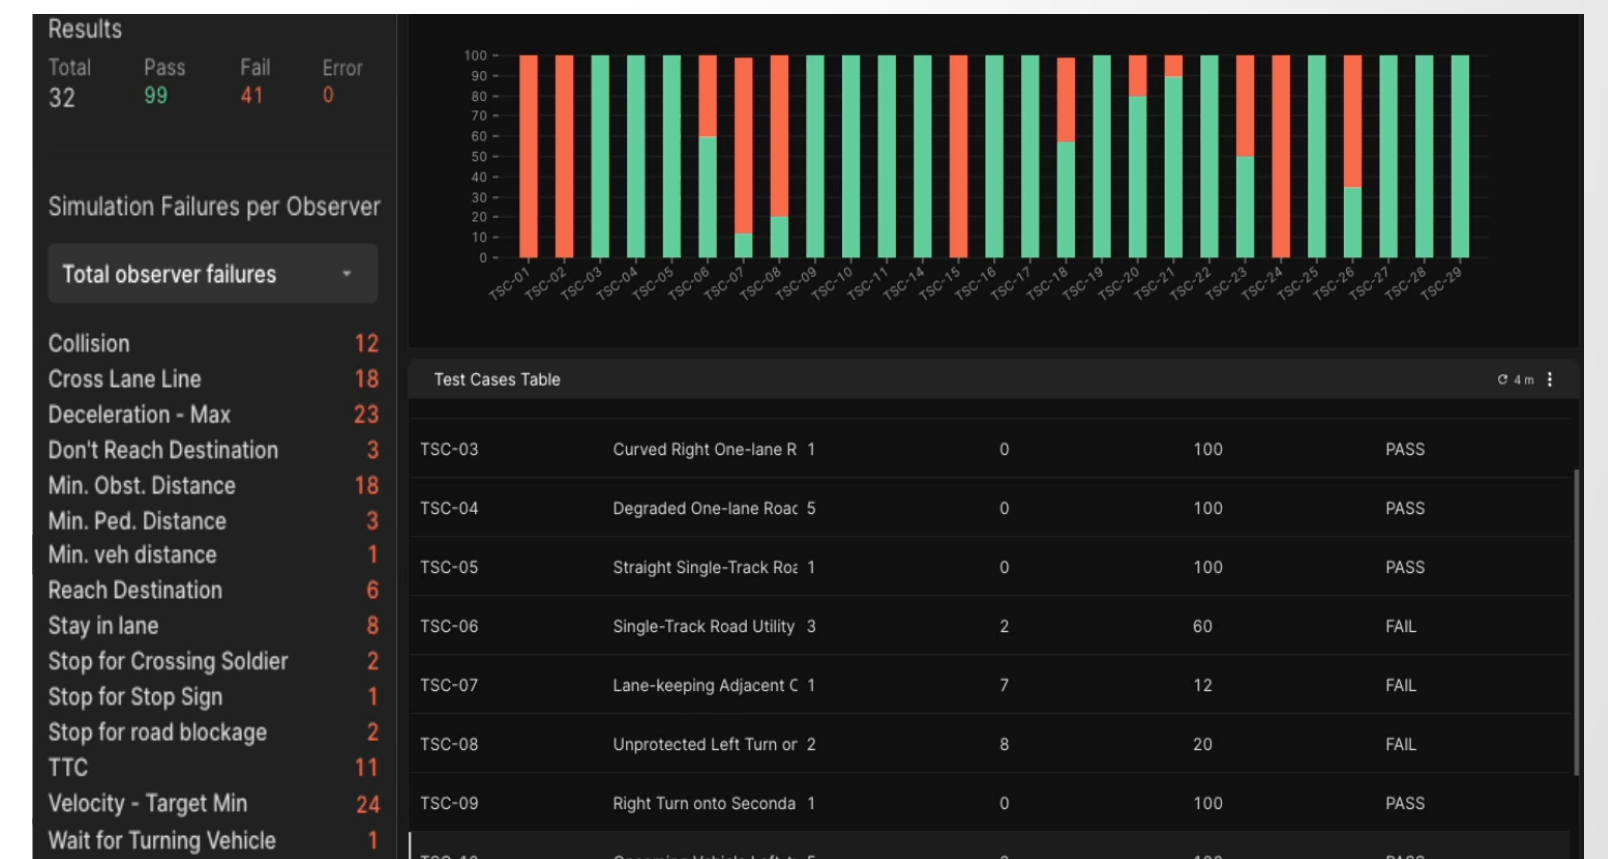 Results
Total Pass Fail Error
32 99 41 0
Simulation Failures per Observer
Total observer failures
Collision 12
Cross Lane Line 18
Deceleration - Max 23
Don't Reach Destination 3
Min. Obst. Distance 18
Min. Ped. Distance 3
Min. veh distance 1
Reach Destination 6
Stay in lane 8
Stop for Crossing Soldier 2
Stop for Stop Sign 1
Stop for road blockage 2
TTC 11
Velocity - Target Min 24
Wait for Turning Vehicle 1
100
90
80
70
60
50
40
30
20
10
0
TSC-01 TSC-02 TSC-03 TSC-04 TSC-05 TSC-06 TSC-07 TSC-08 TSC-09 TSC-10 TSC-11 TSC-14 TSC-15 TSC-16 TSC-17 TSC-18 TSC-19 TSC-20 TSC-21 TSC-22 TSC-23 TSC-24 TSC-25 TSC-26 TSC-27 TSC-28 TSC-29
Test Cases Table 4 m
TSC-03 Curved Right One-lane R 1 0 100 PASS
TSC-04 Degraded One-lane Roac 5 0 100 PASS
TSC-05 Straight Single-Track Roa 1 0 100 PASS
TSC-06 Single-Track Road Utility 3 2 60 FAIL
TSC-07 Lane-keeping Adjacent C 1 7 12 FAIL
TSC-08 Unprotected Left Turn or 2 8 20 FAIL
TSC-09 Right Turn onto Seconda 1 0 100 PASS